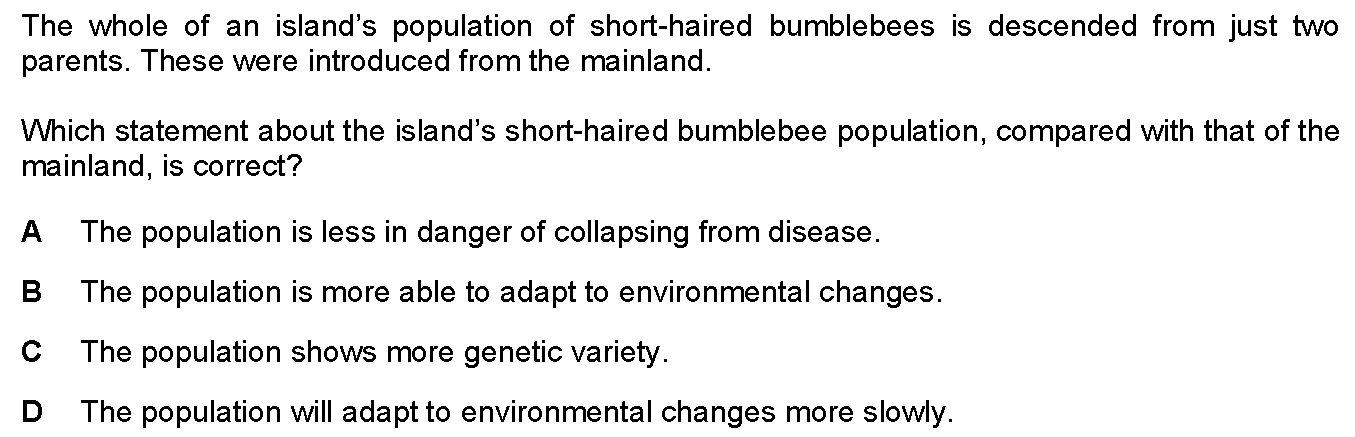 The whole of an island's population of short-haired bumblebees is descended from just two
parents. These were introduced from the mainland.
Which statement about the island's short-haired bumblebee population, compared with that of the
mainland, is correct?
A The population is less in danger of collapsing from disease.
B The population is more able to adapt to environmental changes.
C The population shows more genetic variety.
D The population will adapt to environmental changes more slowly.